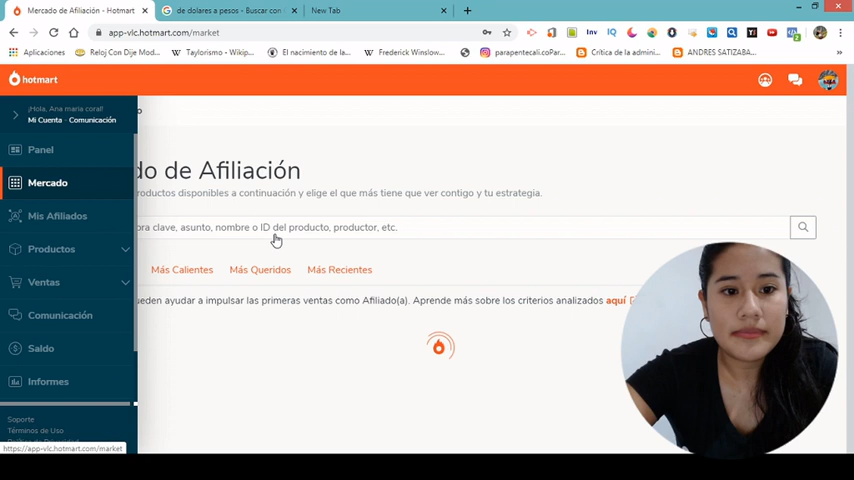 Mercado de Afiliación - Hotmart
de dolares a pesos - Buscar con
New Tab
app-vlc.hotmart.com/market
Aplicaciones
Reloj Con Dije Mod...
Taylorismo - Wikip...
El nacimiento de la...
Frederick Winslow...
parapentecali.coPar...
Crítica de la admini...
ANDRES SATIZABA...
hotmart
¡Hola, Ana maria coral!
Mi Cuenta - Comunicación
Panel
Mercado
Mis Afiliados
Productos
Ventas
Comunicación
Saldo
Informes
Soporte
Términos de Uso
https://app-vlc.hotmart.com/market
do de Afiliación
roductos disponibles a continuación y elige el que más tiene que ver contigo y tu estrategia.
bra clave, asunto, nombre o ID del producto, productor, etc.
Más Calientes
Más Queridos
Más Recientes
ueden ayudar a impulsar las primeras ventas como Afiliado(a). Aprende más sobre los criterios analizados aquí